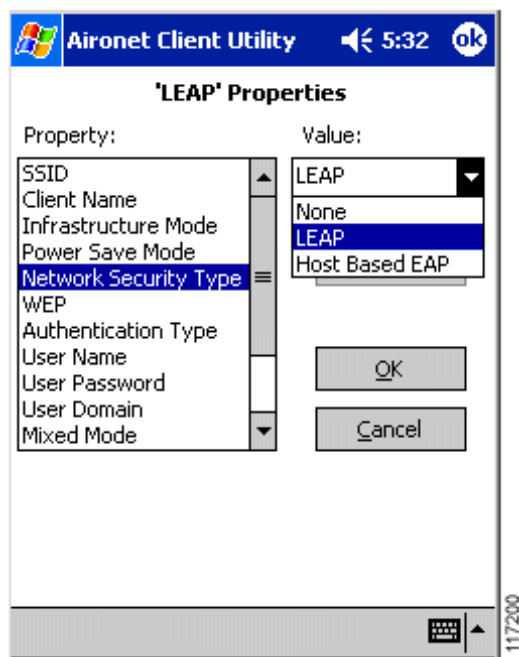 Aironet Client Utility 5:32 ok
'LEAP' Properties
Property: Value:
SSID
Client Name
Infrastructure Mode
Power Save Mode
Network Security Type
WEP
Authentication Type
User Name
User Password
User Domain
Mixed Mode
LEAP
None
LEAP
Host Based EAP
OK
Cancel
117200